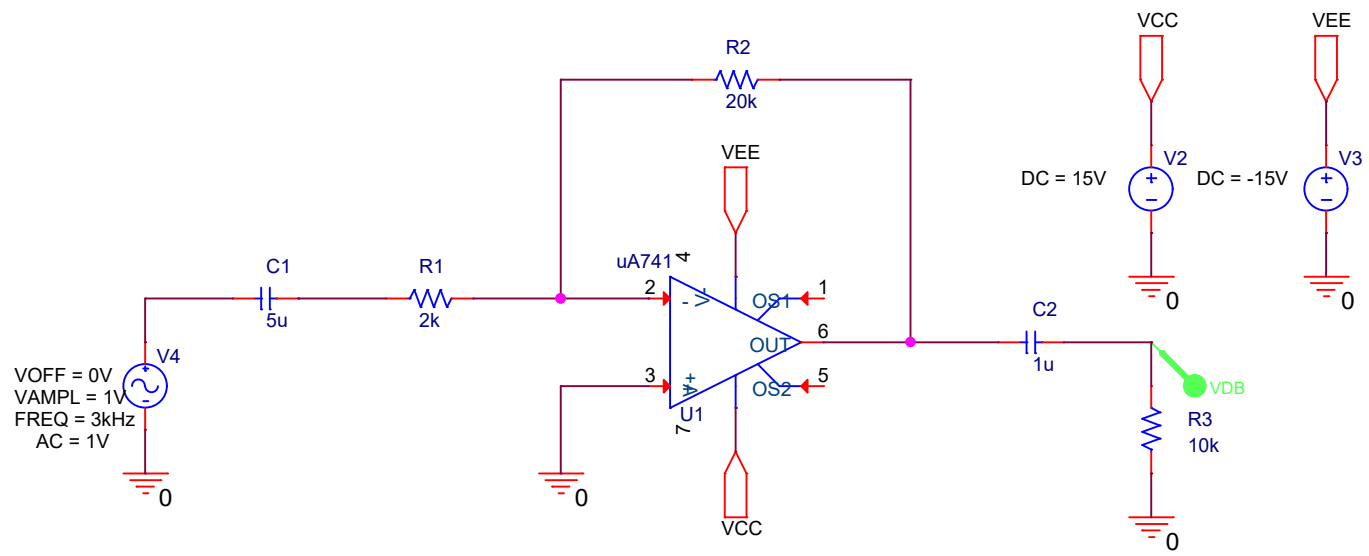 VCC
VEE
R2
20k
VEE
V2
V3
DC = 15V
DC = -15V
uA741
4
C1
R1
2
-
V-
OS1
1
0
0
5u
2k
C2
6
OUT
V4
VOFF = 0V
VAMPL = 1V
FREQ = 3kHz
AC = 1V
3
+
V+
OS2
5
1u
VDB
U1
7
R3
10k
0
0
VCC
0